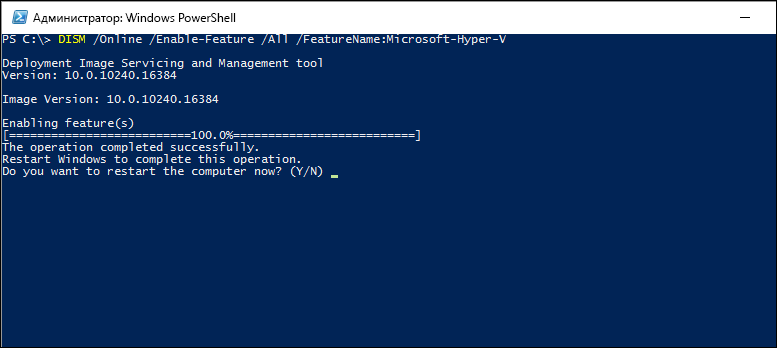 Администратор: Windows PowerShell
PS C:\> DISM /Online /Enable-Feature /All /FeatureName:Microsoft-Hyper-V
Deployment Image Servicing and Management tool
Version: 10.0.10240.16384
Image Version: 10.0.10240.16384
Enabling feature(s)
[==========================100.0%==========================]
The operation completed successfully.
Restart Windows to complete this operation.
Do you want to restart the computer now? (Y/N)